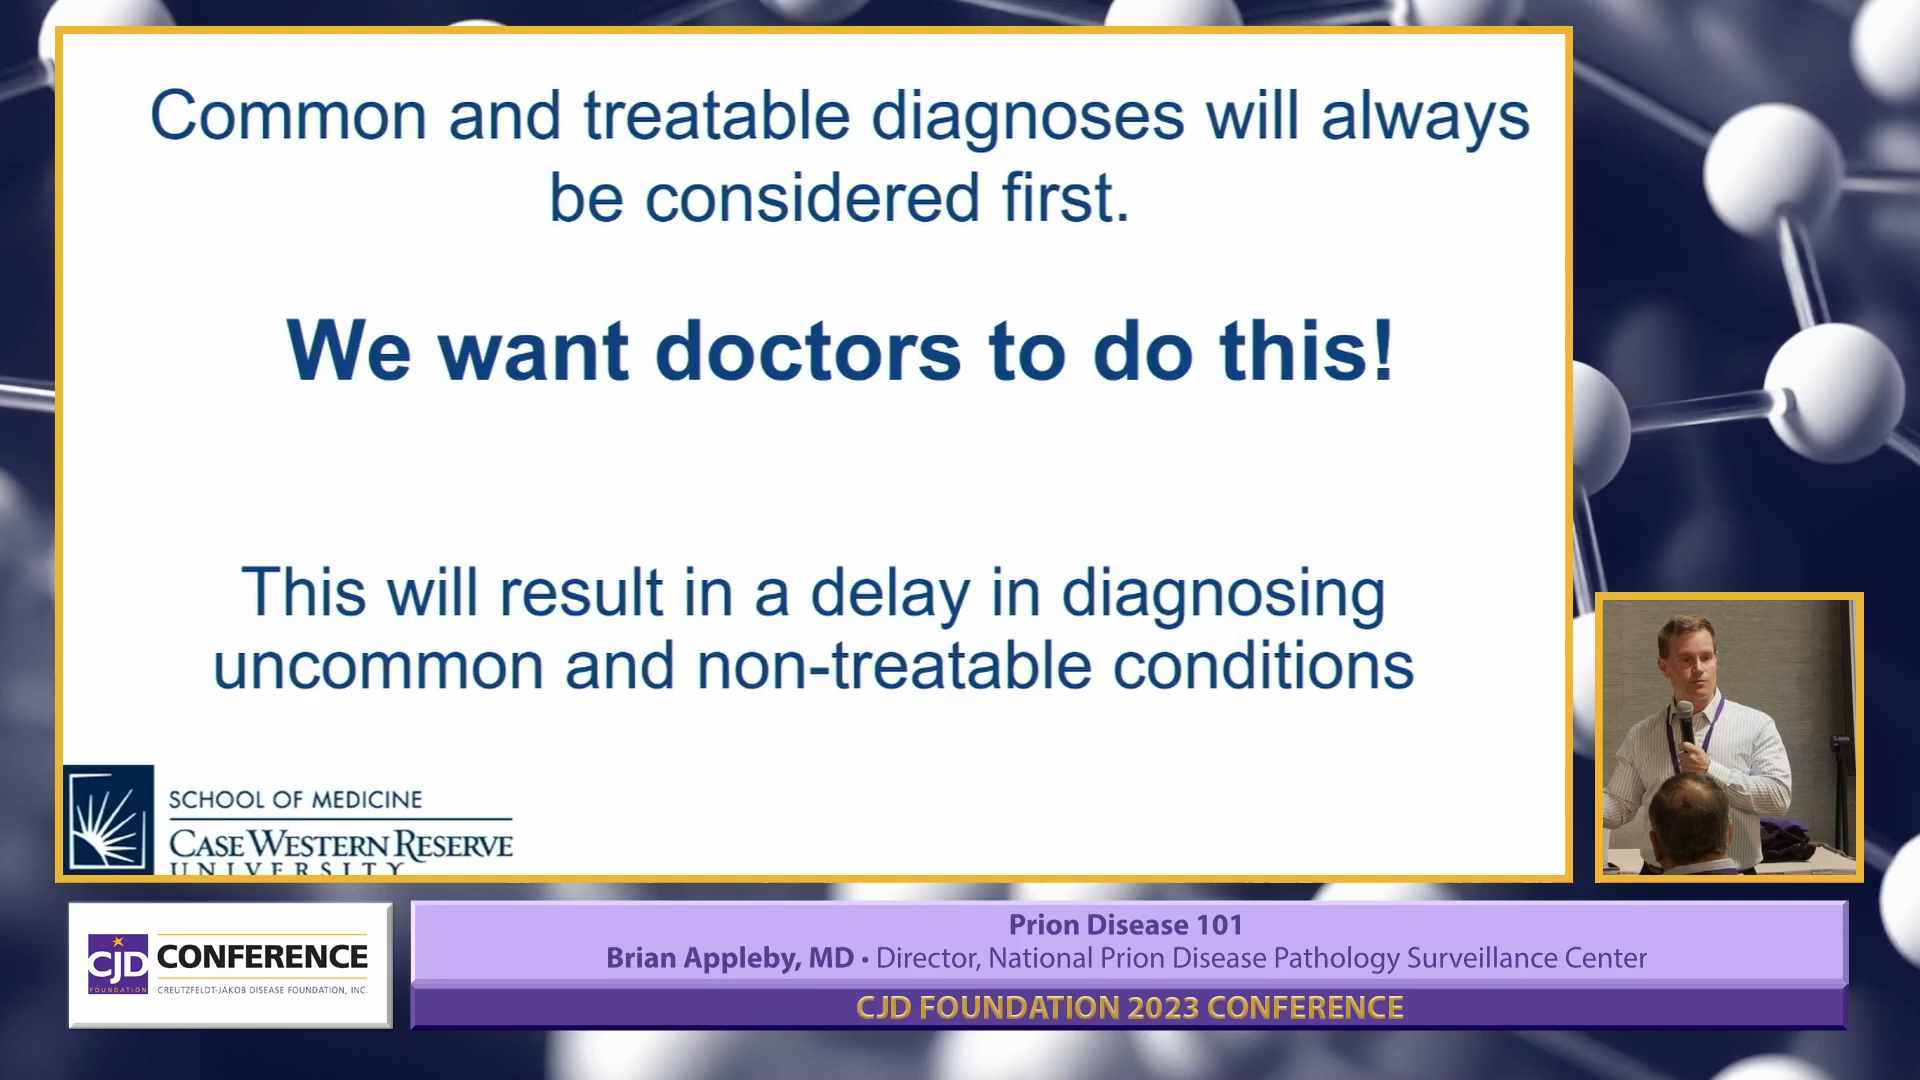 Common and treatable diagnoses will always
be considered first.
We want doctors to do this!
This will result in a delay in diagnosing
uncommon and non-treatable conditions
SCHOOL OF MEDICINE
CASE WESTERN RESERVE
UNIVERSITY
CJD
FOUNDATION
CONFERENCE
CREUTZFELDT-JAKOB DISEASE FOUNDATION, INC.
Prion Disease 101
Brian Appleby, MD • Director, National Prion Disease Pathology Surveillance Center
CJD FOUNDATION 2023 CONFERENCE